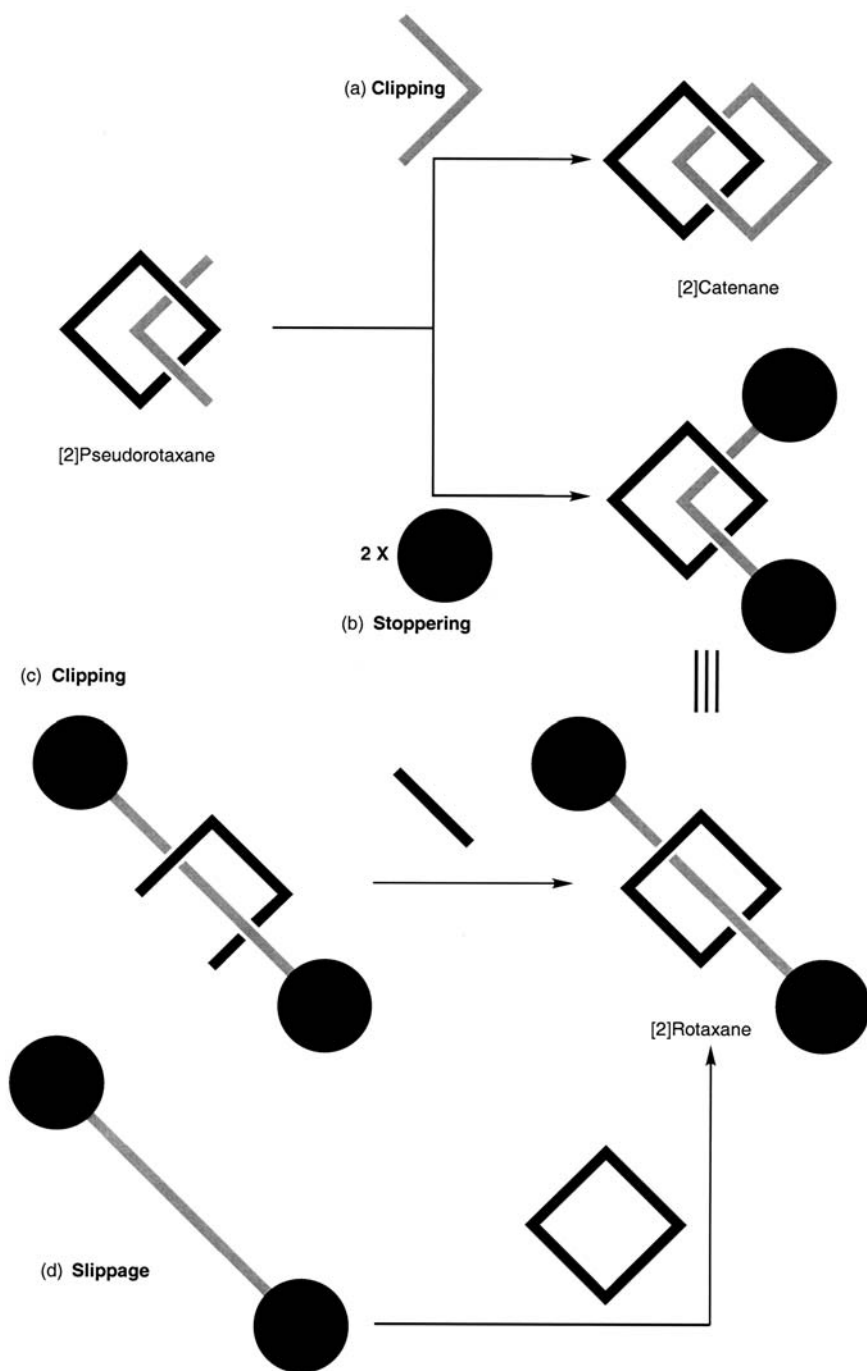 (a) Clipping
[2]Catenane
[2]Pseudorotaxane
2 X
(b) Stoppering
(c) Clipping
[2]Rotaxane
(d) Slippage